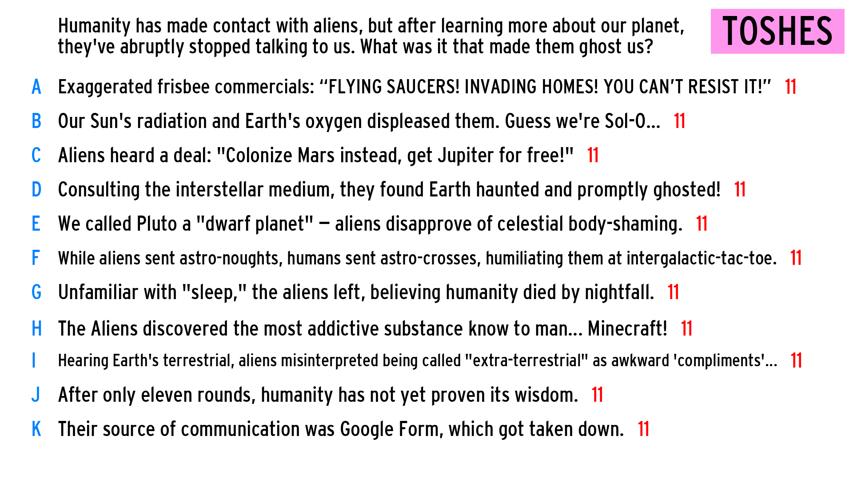 Humanity has made contact with aliens, but after learning more about our planet,
they've abruptly stopped talking to us. What was it that made them ghost us?
TOSHES
A Exaggerated frisbee commercials: “FLYING SAUCERS! INVADING HOMES! YOU CAN’T RESIST IT!” 11
B Our Sun's radiation and Earth's oxygen displeased them. Guess we're Sol-O... 11
C Aliens heard a deal: "Colonize Mars instead, get Jupiter for free!" 11
D Consulting the interstellar medium, they found Earth haunted and promptly ghosted! 11
E We called Pluto a "dwarf planet" – aliens disapprove of celestial body-shaming. 11
F While aliens sent astro-noughts, humans sent astro-crosses, humiliating them at intergalactic-tac-toe. 11
G Unfamiliar with "sleep," the aliens left, believing humanity died by nightfall. 11
H The Aliens discovered the most addictive substance know to man... Minecraft! 11
I Hearing Earth's terrestrial, aliens misinterpreted being called "extra-terrestrial" as awkward 'compliments'... 11
J After only eleven rounds, humanity has not yet proven its wisdom. 11
K Their source of communication was Google Form, which got taken down. 11